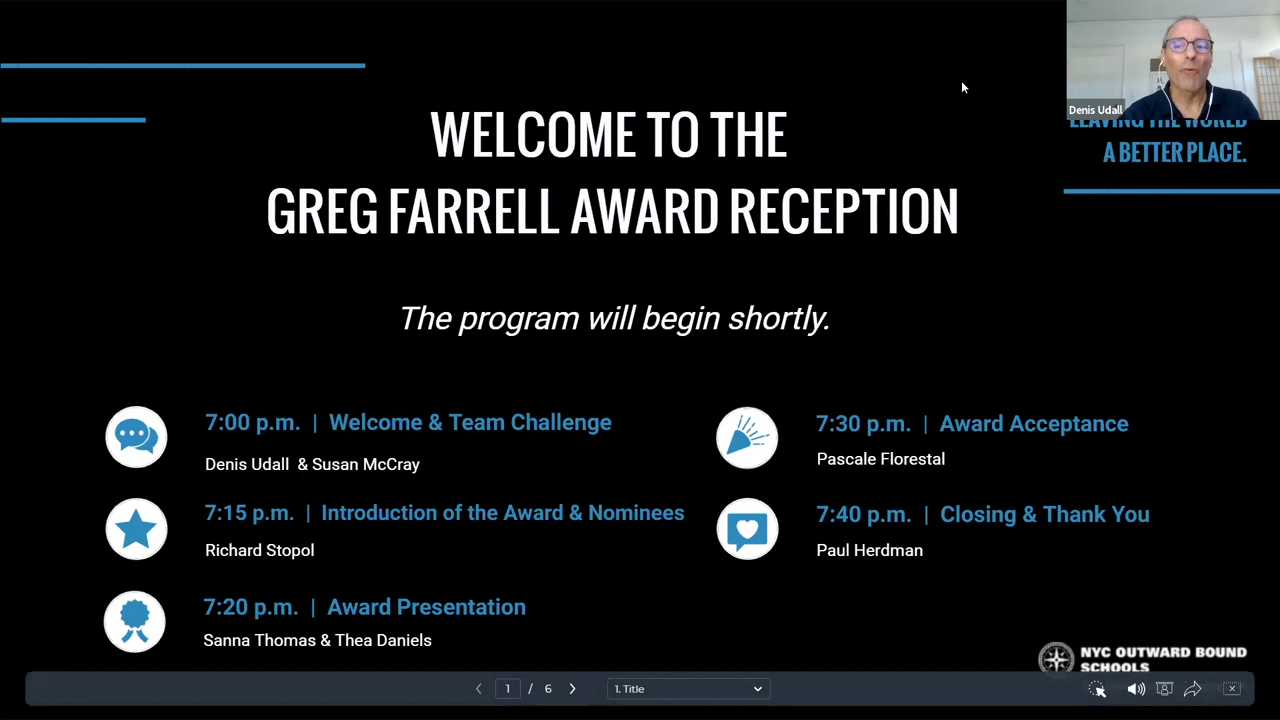 Denis Udall
LEAVING THE WORLD
A BETTER PLACE.
WELCOME TO THE
GREG FARRELL AWARD RECEPTION
The program will begin shortly.
7:00 p.m. | Welcome & Team Challenge
Denis Udall & Susan McCray
7:15 p.m. | Introduction of the Award & Nominees
Richard Stopol
7:20 p.m. | Award Presentation
Sanna Thomas & Thea Daniels
7:30 p.m. | Award Acceptance
Pascale Florestal
7:40 p.m. | Closing & Thank You
Paul Herdman
NYC OUTWARD BOUND
SCHOOLS
1 / 6 1. Title